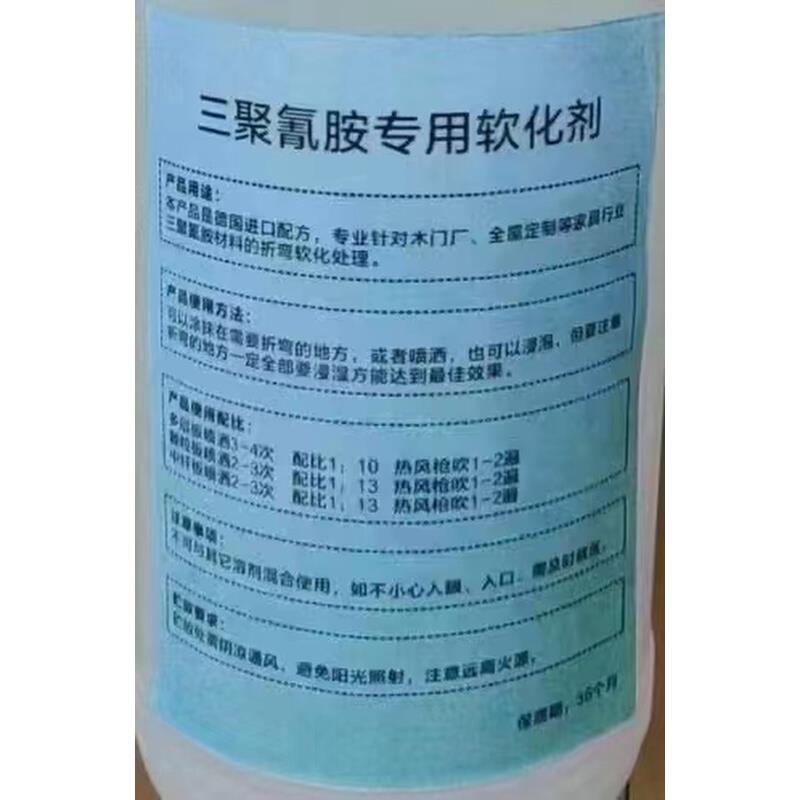 三聚氰胺专用软化剂
产品用途：
本产品是德国进口配方，专业针对木门厂、全屋定制等家具行业
三聚氰胺材料的折弯软化处理。
产品使用方法：
可以涂抹在需要折弯的地方，或者喷洒，也可以浸泡，但要注意
折弯的地方一定全部要浸湿方能达到最佳效果。
产品使用配比：
多层板喷洒3-4次 配比1；10 热风枪吹1-2遍
颗粒板喷洒2-3次 配比1；13 热风枪吹1-2遍
中纤板喷洒2-3次 配比1；13 热风枪吹1-2遍
注意事项：
不可与其它溶剂混合使用，如不小心入眼、入口、需及时就医。
贮放要求：
贮放处需阴凉通风、避免阳光照射，注意远离火源。
保质期：36个月